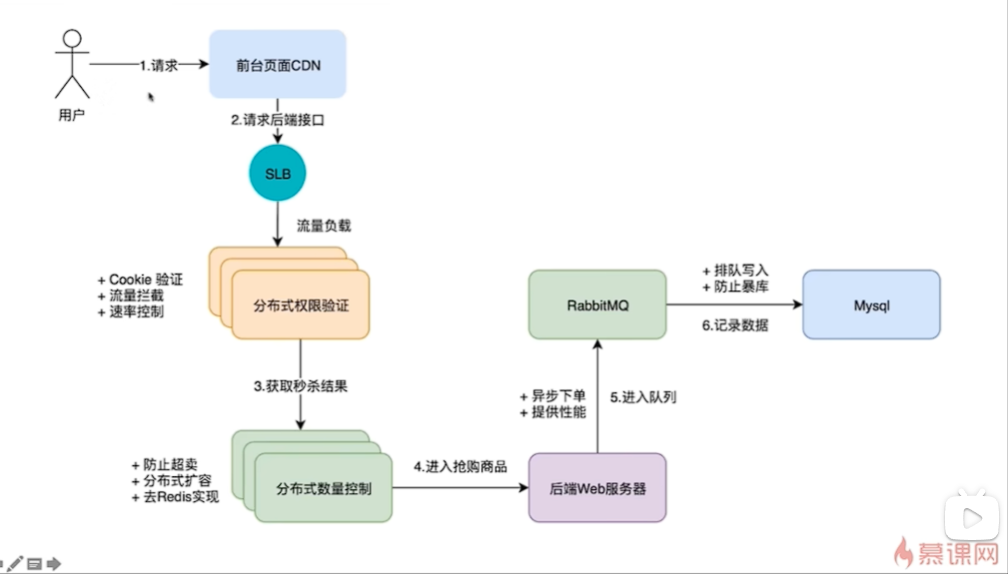 1.请求
前台页面CDN
用户
2.请求后端接口
SLB
流量负载
+ Cookie 验证
+ 流量拦截
+ 速率控制
分布式权限验证
3.获取秒杀结果
+ 防止超卖
+ 分布式扩容
+ 去Redis实现
分布式数量控制
4.进入抢购商品
后端Web服务器
+ 异步下单
+ 提供性能
5.进入队列
RabbitMQ
+ 排队写入
+ 防止暴库
6.记录数据
Mysql
慕课网